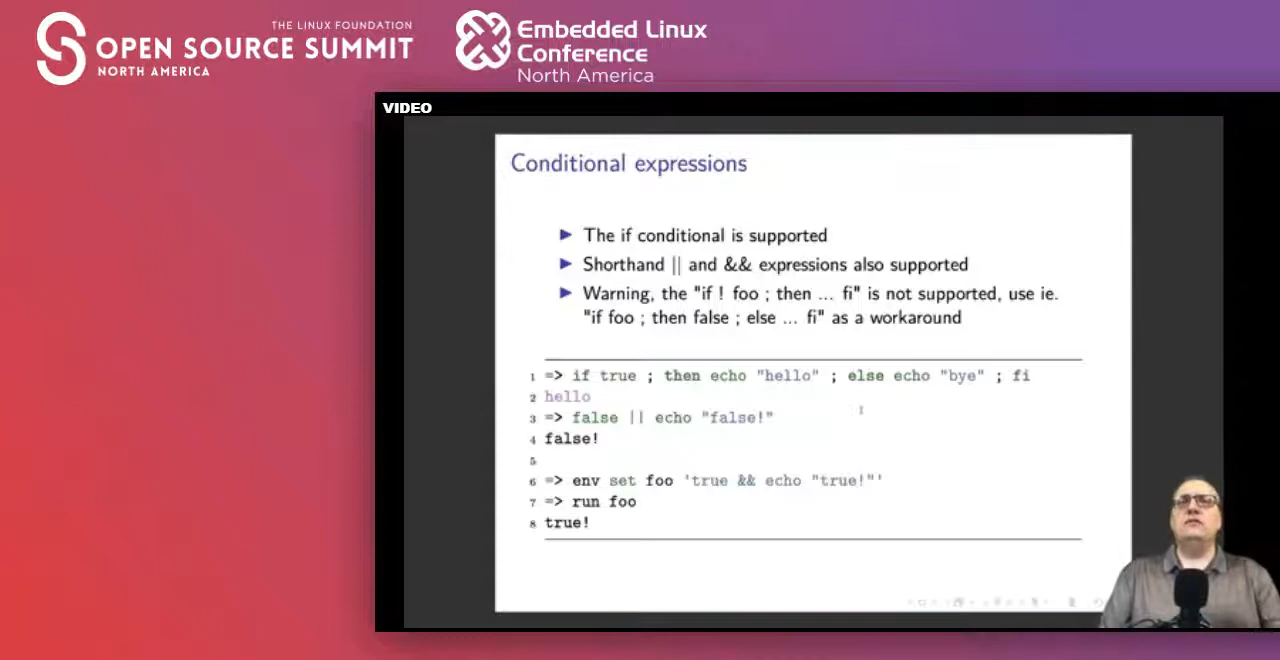 THE LINUX FOUNDATION
OPEN SOURCE SUMMIT
NORTH AMERICA
Embedded Linux
Conference
North America
VIDEO
Conditional expressions
The if conditional is supported
Shorthand || and && expressions also supported
Warning, the "if ! foo ; then ... fi" is not supported, use ie.
"if foo ; then false ; else ... fi" as a workaround
1 => if true ; then echo "hello" ; else echo "bye" ; fi
2 hello
3 => false || echo "false!"
4 false!
5
6 => env set foo 'true && echo "true!"'
7 => run foo
8 true!